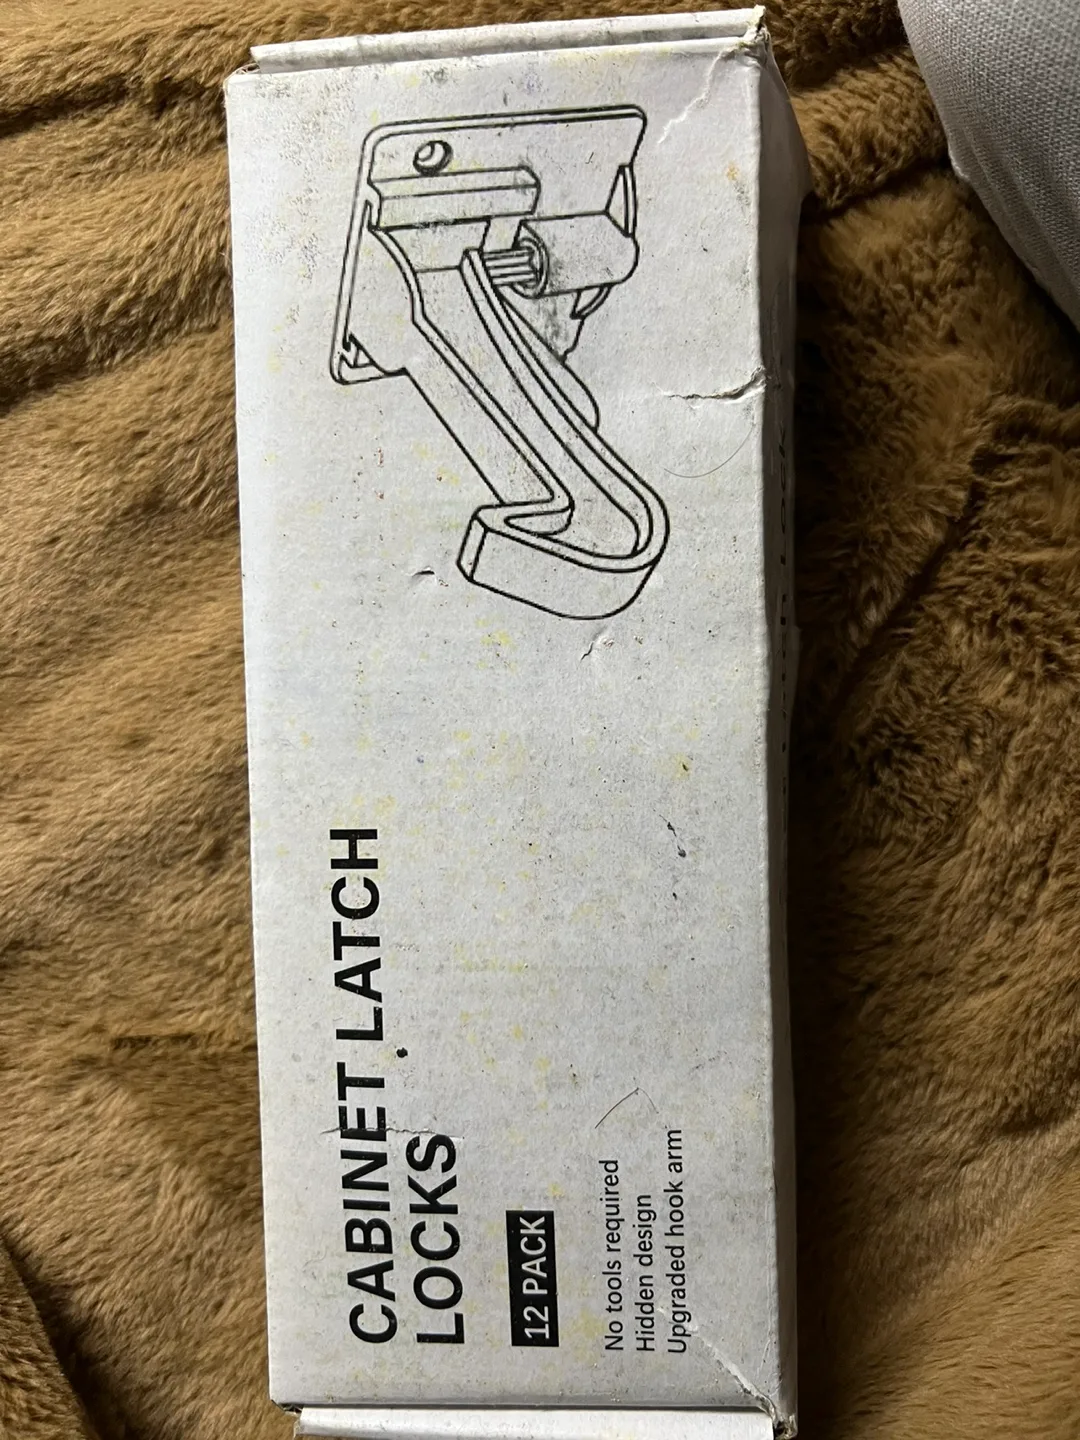 CABINET LATCH
LOCKS
12 PACK
No tools required
Hidden design
Upgraded hook arm